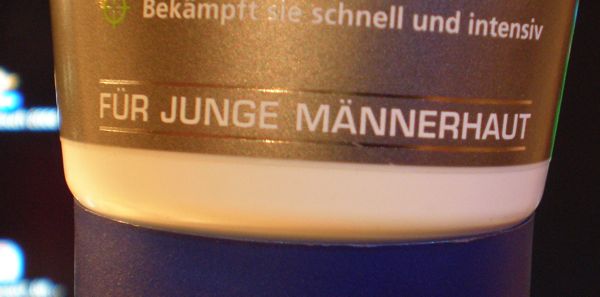 Bekämpft sie schnell und intensiv
FÜR JUNGE MÄNNERHAUT